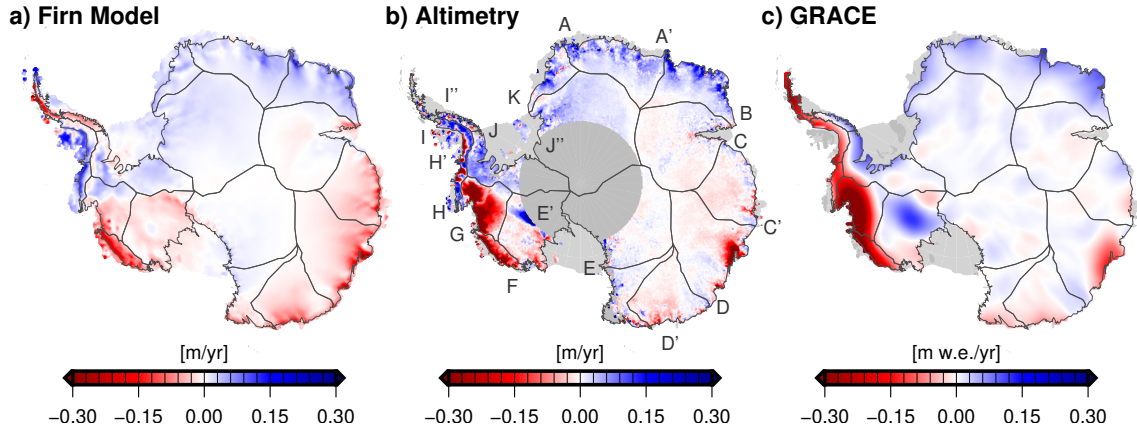 a) Firn Model
b) Altimetry
c) GRACE
A
A'
I''
K
B
I
J
C
H'
J''
H
E'
C'
G
E
F
D
D'
[m/yr]
[m/yr]
[m w.e./yr]
−0.30 −0.15 0.00 0.15 0.30
−0.30 −0.15 0.00 0.15 0.30
−0.30 −0.15 0.00 0.15 0.30